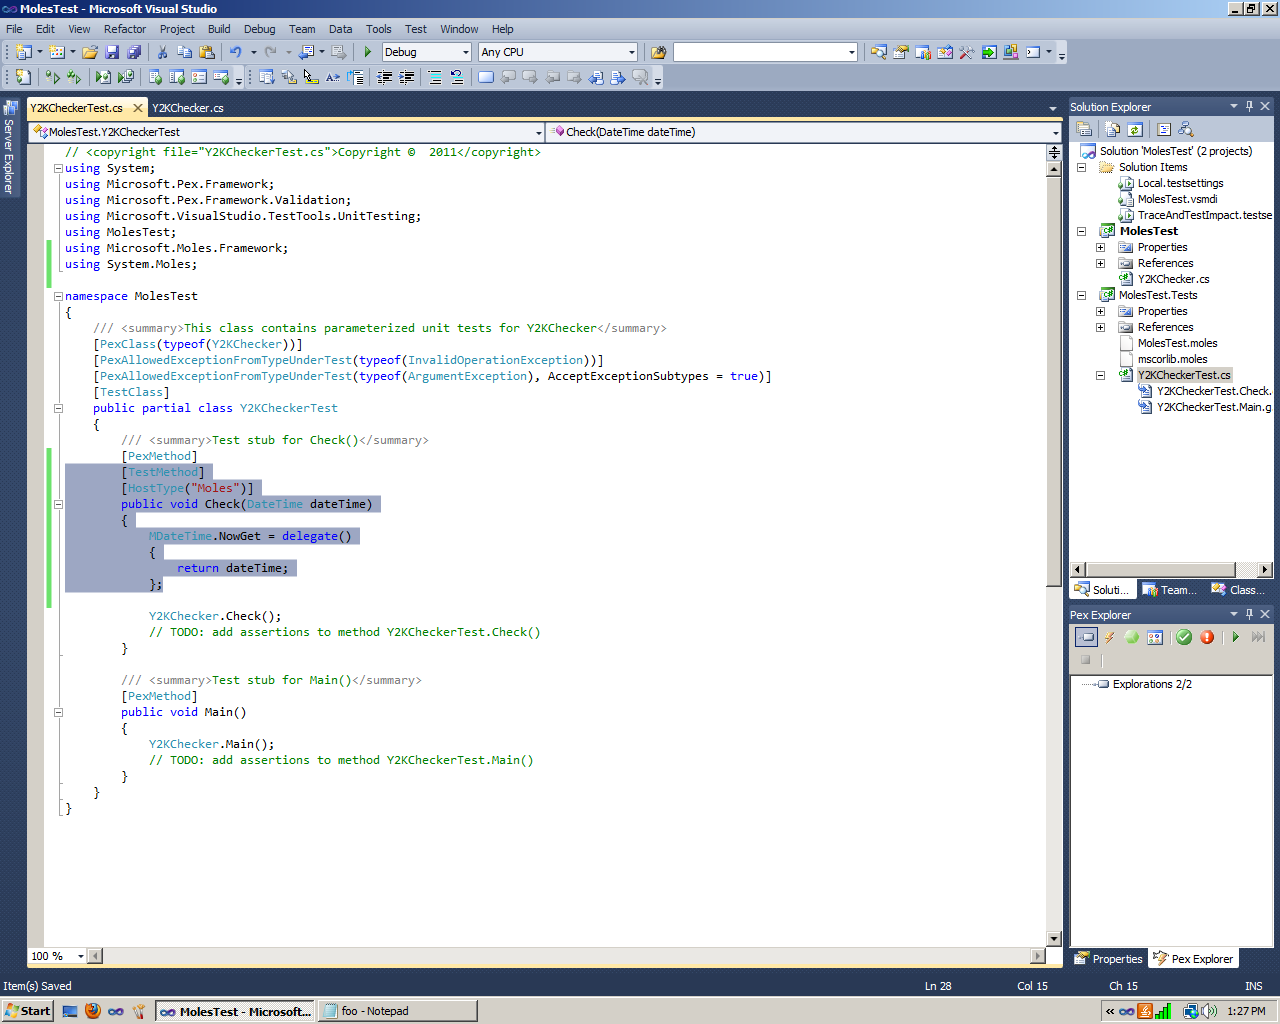 MolesTest - Microsoft Visual Studio
File Edit View Refactor Project Build Debug Team Data Tools Test Window Help
Debug Any CPU
Server Explorer
Y2KCheckerTest.cs Y2KChecker.cs
MolesTest.Y2KCheckerTest Check(DateTime dateTime)
// <copyright file="Y2KCheckerTest.cs">Copyright © 2011</copyright>
using System;
using Microsoft.Pex.Framework;
using Microsoft.Pex.Framework.Validation;
using Microsoft.VisualStudio.TestTools.UnitTesting;
using MolesTest;
using Microsoft.Moles.Framework;
using System.Moles;
namespace MolesTest
{
/// <summary>This class contains parameterized unit tests for Y2KChecker</summary>
[PexClass(typeof(Y2KChecker))]
[PexAllowedExceptionFromTypeUnderTest(typeof(InvalidOperationException))]
[PexAllowedExceptionFromTypeUnderTest(typeof(ArgumentException), AcceptExceptionSubtypes = true)]
[TestClass]
public partial class Y2KCheckerTest
{
/// <summary>Test stub for Check()</summary>
[PexMethod]
[TestMethod]
[HostType("Moles")]
public void Check(DateTime dateTime)
{
MDateTime.NowGet = delegate()
{
return dateTime;
};
Y2KChecker.Check();
// TODO: add assertions to method Y2KCheckerTest.Check()
}
/// <summary>Test stub for Main()</summary>
[PexMethod]
public void Main()
{
Y2KChecker.Main();
// TODO: add assertions to method Y2KCheckerTest.Main()
}
}
}
100 %
Solution Explorer
Solution 'MolesTest' (2 projects)
Solution Items
Local.testsettings
MolesTest.vsmdi
TraceAndTestImpact.testse
MolesTest
Properties
References
Y2KChecker.cs
MolesTest.Tests
Properties
References
MolesTest.moles
mscorlib.moles
Y2KCheckerTest.cs
Y2KCheckerTest.Check.
Y2KCheckerTest.Main.g
Soluti... Team... Class...
Pex Explorer
Explorations 2/2
Properties Pex Explorer
Item(s) Saved Ln 28 Col 15 Ch 15 INS
Start MolesTest - Microsoft... foo - Notepad 1:27 PM